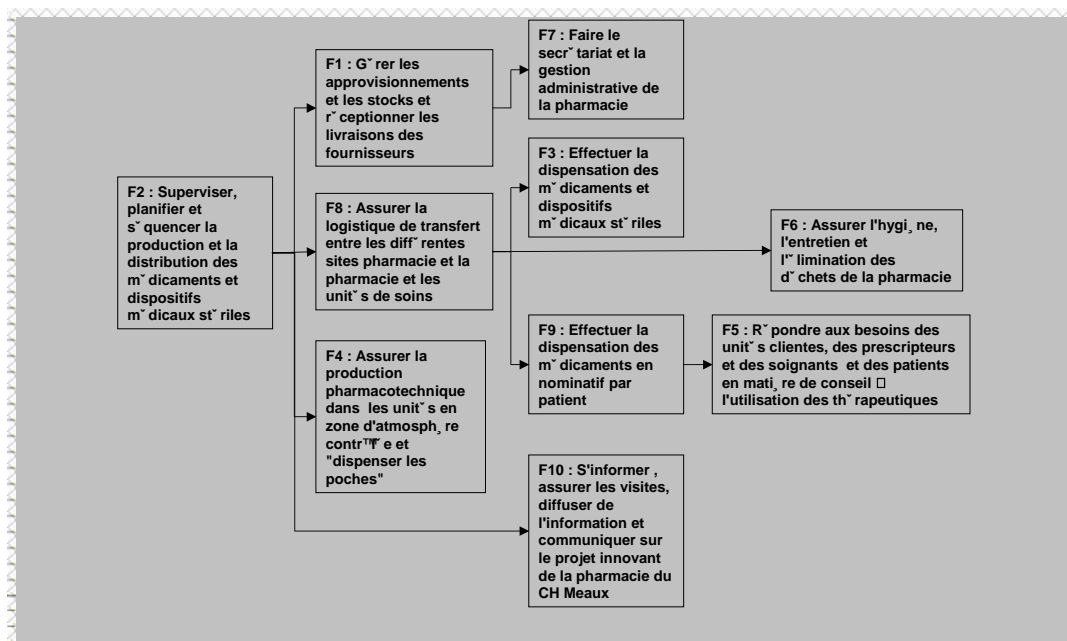 F7 : Faire le
secrˇ tariat et la
gestion
administrative de
la pharmacie
F1 : Gˇ rer les
approvisionnements
et les stocks et
rˇ ceptionner les
livraisons des
fournisseurs
F3 : Effectuer la
dispensation des
mˇ dicaments et
dispositifs
mˇ dicaux stˇ riles
F2 : Superviser,
planifier et
sˇ quencer la
production et la
distribution des
mˇ dicaments et
dispositifs
mˇ dicaux stˇ riles
F8 : Assurer la
logistique de transfert
entre les diffˇ rentes
sites pharmacie et la
pharmacie et les
unitˇ s de soins
F6 : Assurer l'hygi¸ ne,
l'entretien et
l'ˇ limination des
dˇ chets de la pharmacie
F9 : Effectuer la
dispensation des
mˇ dicaments en
nominatif par
patient
F5 : Rˇ pondre aux besoins des
unitˇ s clientes, des prescripteurs
et des soignants et des patients
en mati¸ re de conseil □
l'utilisation des thˇ rapeutiques
F4 : Assurer la
production
pharmacotechnique
dans les unitˇ s en
zone d'atmosph¸ re
e et
"dispenser les
poches"
F10 : S'informer ,
assurer les visites,
diffuser de
l'information et
communiquer sur
le projet innovant
de la pharmacie du
CH Meaux